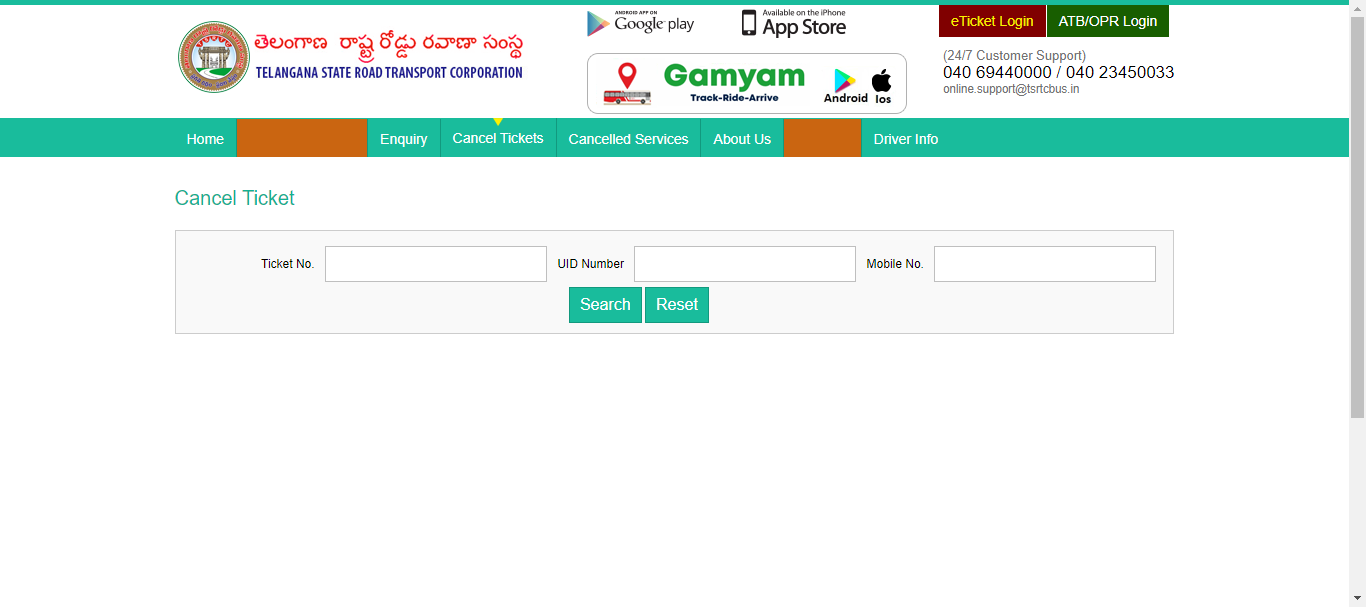 ANDROID APP ON
Google play
Available on the iPhone
App Store
eTicket Login
ATB/OPR Login
తెలంగాణ రాష్ట్ర రోడ్డు రవాణా సంస్థ
TELANGANA STATE ROAD TRANSPORT CORPORATION
Gamyam
Track-Ride-Arrive
Android
Ios
(24/7 Customer Support)
040 69440000 / 040 23450033
online.support@tsrtcbus.in
Home
Enquiry
Cancel Tickets
Cancelled Services
About Us
Driver Info
Cancel Ticket
Ticket No.
UID Number
Mobile No.
Search
Reset